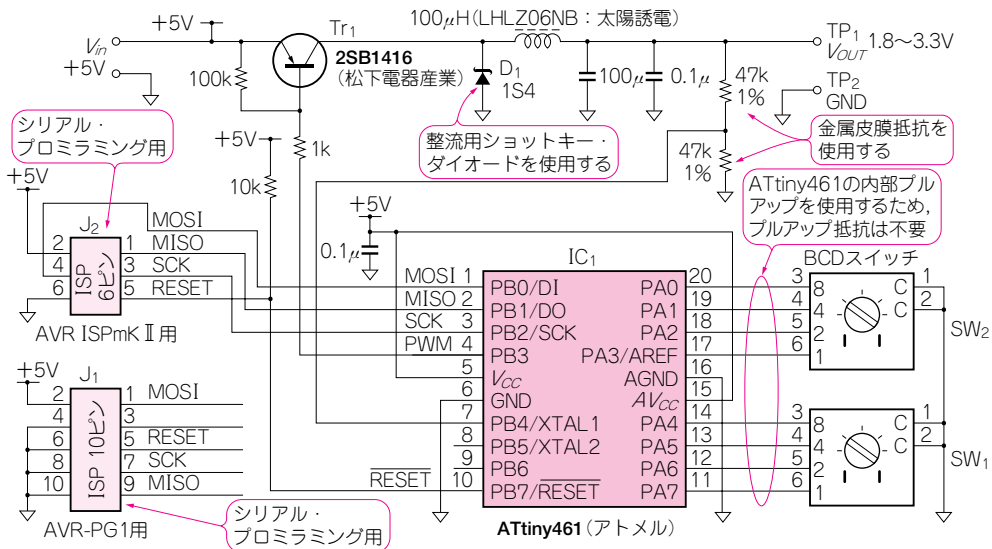 +5V
Tr1
100μH(LHLZ06NB：太陽誘電)
TP1
Vin
+5V
VOUT 1.8～3.3V
2SB1416
(松下電器産業)
100k
D1
1S4
100μ
0.1μ
47k
1%
TP2
GND
シリアル・
プロミラミング用
+5V
1k
整流用ショットキー・
ダイオードを使用する
47k
1%
金属皮膜抵抗を
使用する
+5V
10k
ATtiny461の内部プル
アップを使用するため,
プルアップ抵抗は不要
J2
MOSI
2 1 MISO
4 3 SCK
6 5 RESET
ISP
6ピン
AVR ISPmKⅡ用
+5V
0.1μ
IC1
BCDスイッチ
MOSI 1 PB0/DI PA0 20 3 8 C 1
MISO 2 PB1/DO PA1 19 4 4 C 2
SCK 3 PB2/SCK PA2 18 5 2
PWM 4 PB3 PA3/AREF 17 6 1
SW2
5 VCC AGND 16
6 GND AVCC 15
7 PB4/XTAL1 PA4 14 3 8 C 1
8 PB5/XTAL2 PA5 13 4 4 C 2
9 PB6 PA6 12 5 2
RESET 10 PB7/RESET PA7 11 6 1
SW1
ATtiny461(アトメル)
+5V
J1
2 1 MOSI
4 3
6 5 RESET
8 7 SCK
10 9 MISO
ISP 10ピン
AVR-PG1用
シリアル・
プロミラミング用